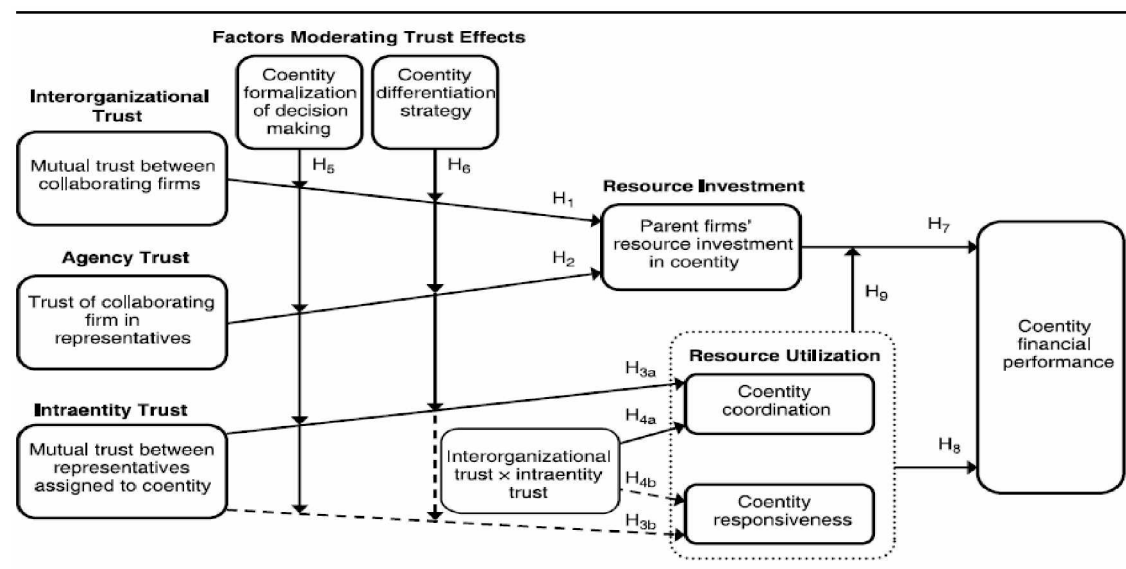 Factors Moderating Trust Effects
Coentity
formalization
of decision
making
Coentity
differentiation
strategy
Interorganizational
Trust
Mutual trust between
collaborating firms
H5
H6
H1
Resource Investment
Parent firms'
resource investment
in coentity
H7
Agency Trust
Trust of collaborating
firm in
representatives
H2
H9
Coentity
financial
performance
Resource Utilization
H3a
Coentity
coordination
Intraentity Trust
Mutual trust between
representatives
assigned to coentity
H4a
Interorganizational
trust × intraentity
trust
H4b
H8
Coentity
responsiveness
H3b